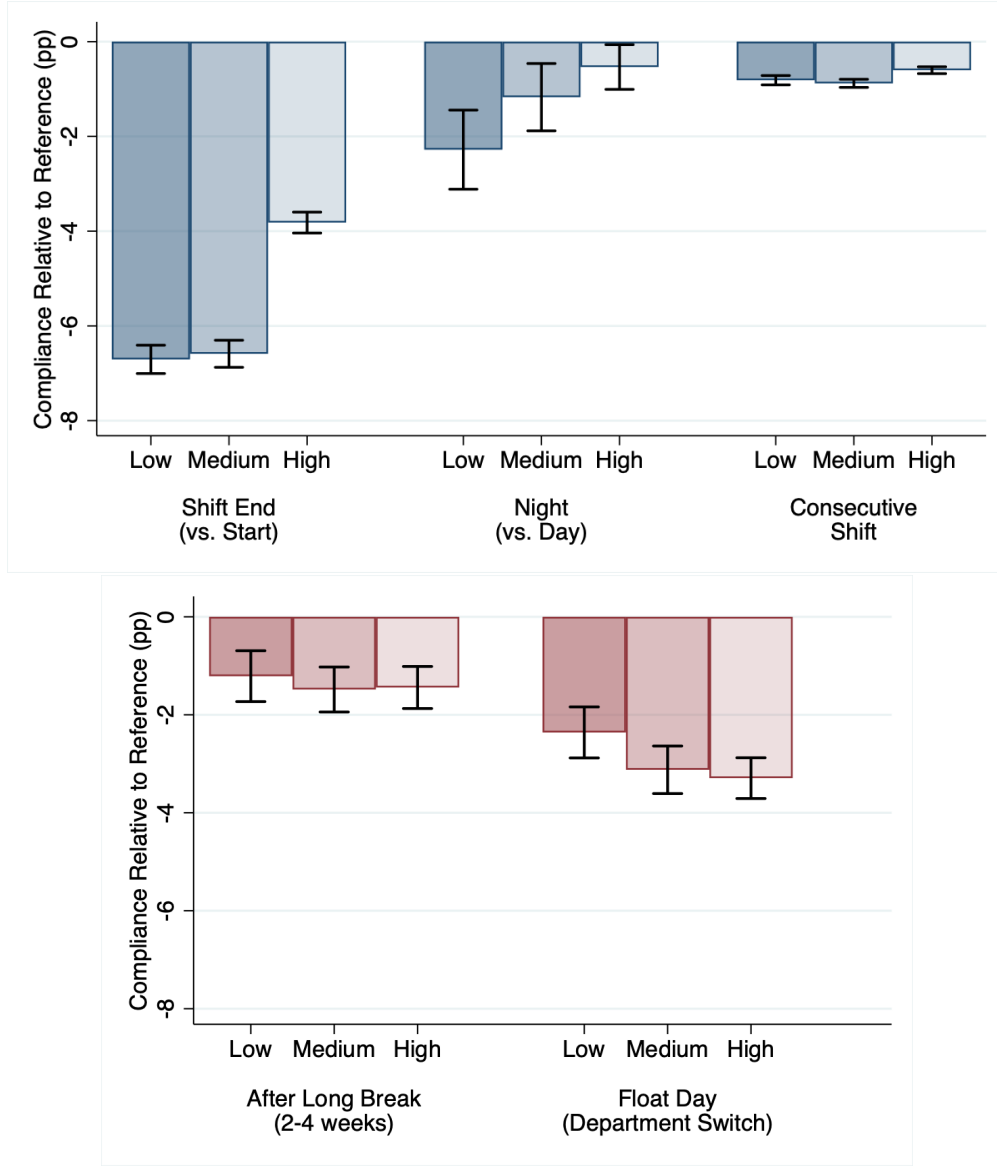 Compliance Relative to Reference (pp)
0
-2
-4
-6
-8
Low Medium High Low Medium High Low Medium High
Shift End
(vs. Start)
Night
(vs. Day)
Consecutive
Shift
Compliance Relative to Reference (pp)
0
-2
-4
-6
-8
Low Medium High Low Medium High
After Long Break
(2-4 weeks)
Float Day
(Department Switch)